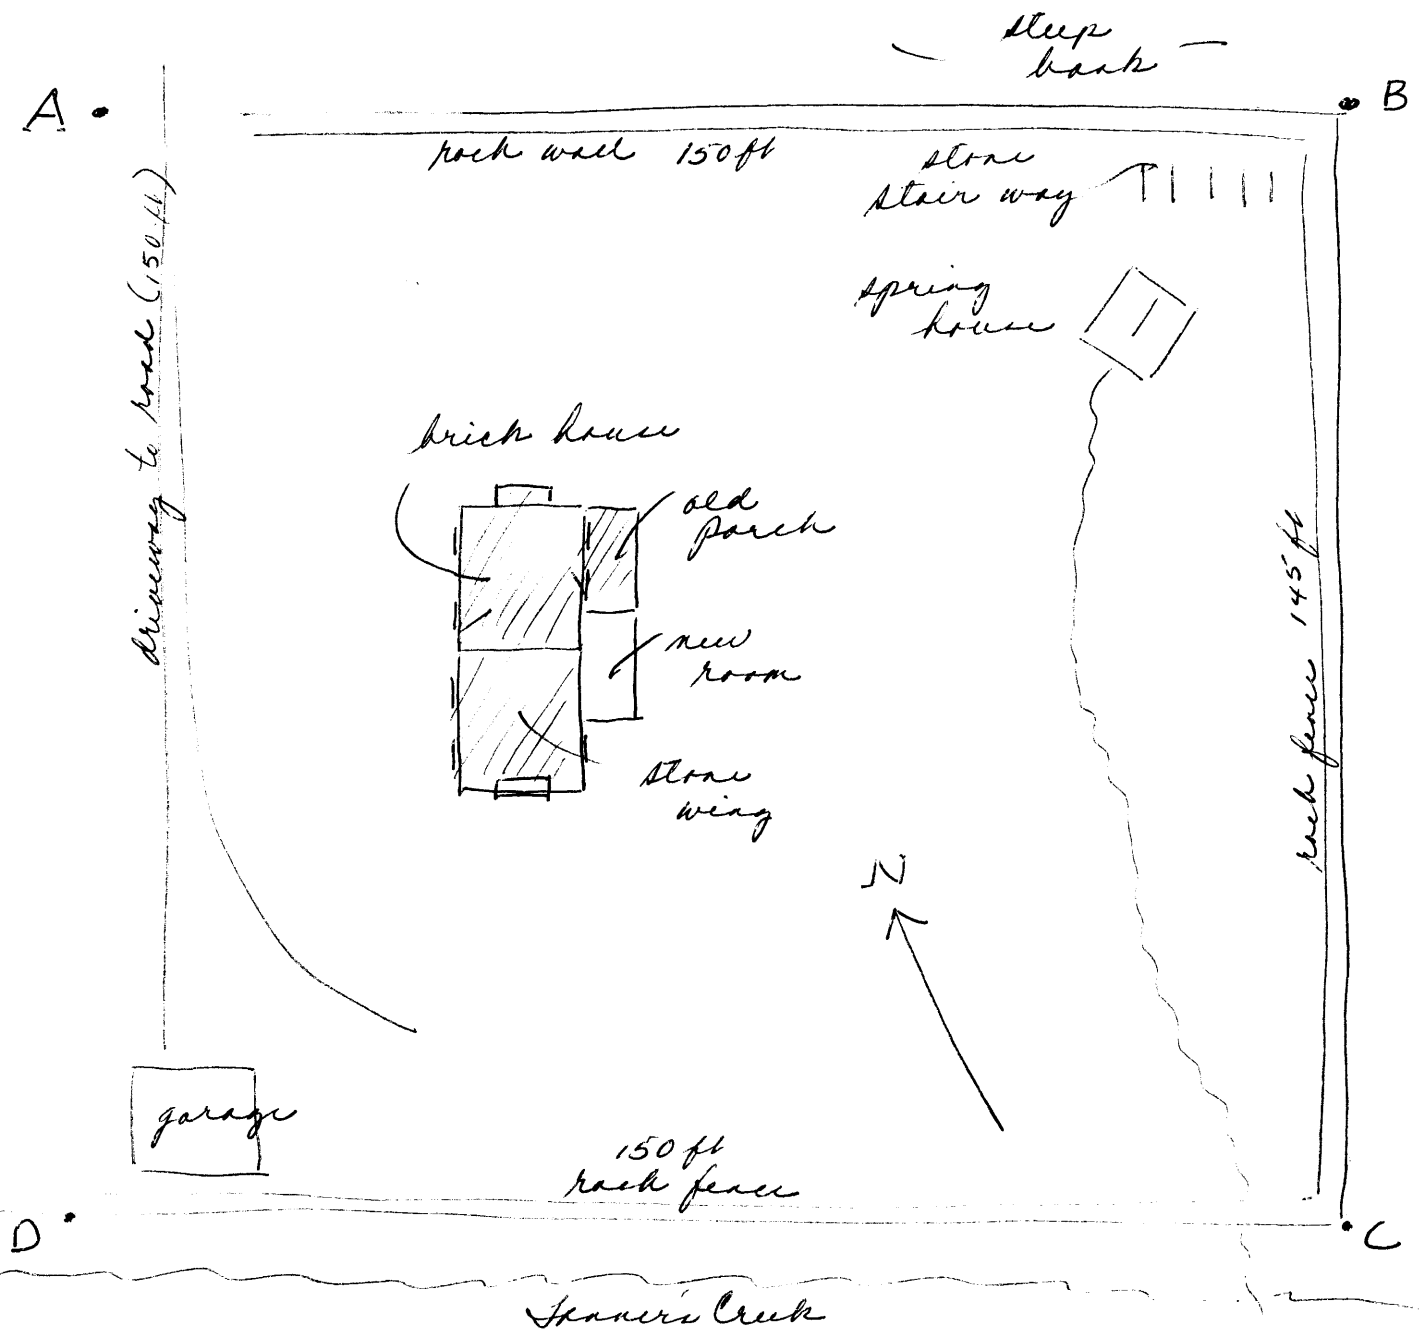 steep
bank
A
B
rock wall 150 ft
stone
stair way
driveway to road (150 ft)
spring
house
brick house
old
porch
new
room
rock fence 145 ft
stone
wing
N
garage
150 ft
rock fence
D
C
Tanner's Creek